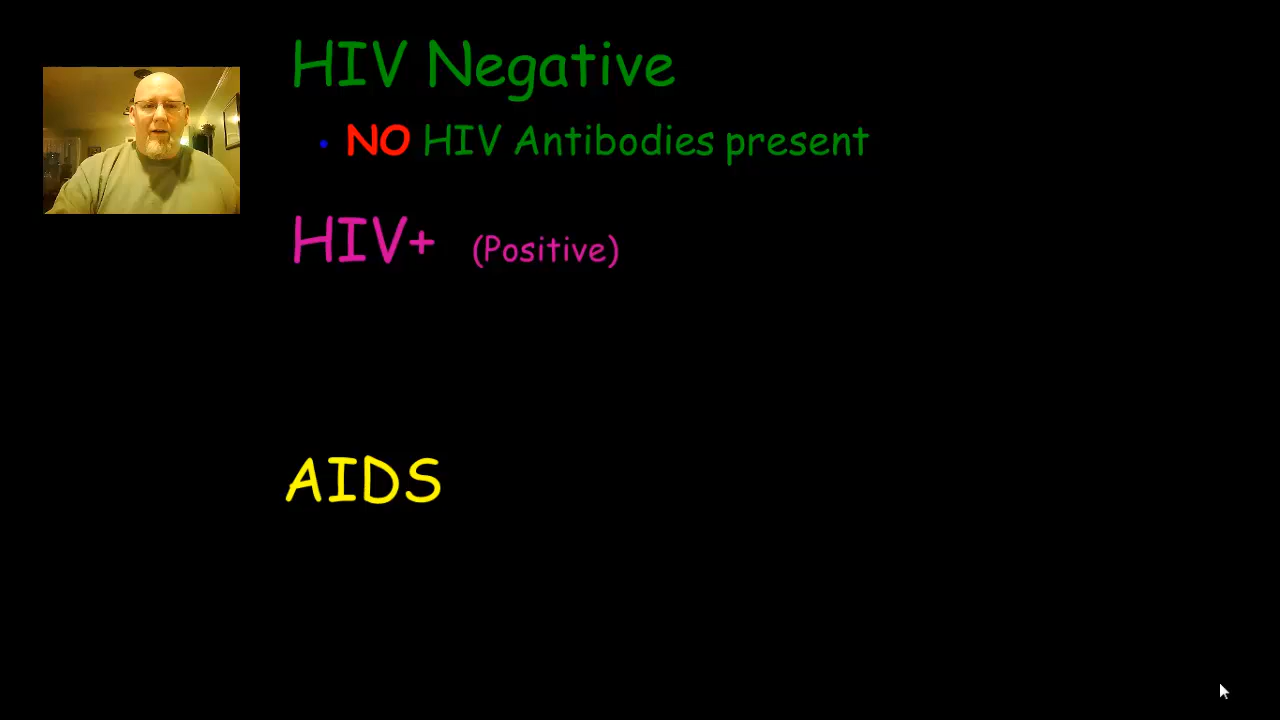 HIV Negative
• NO HIV Antibodies present
HIV+ (Positive)
AIDS